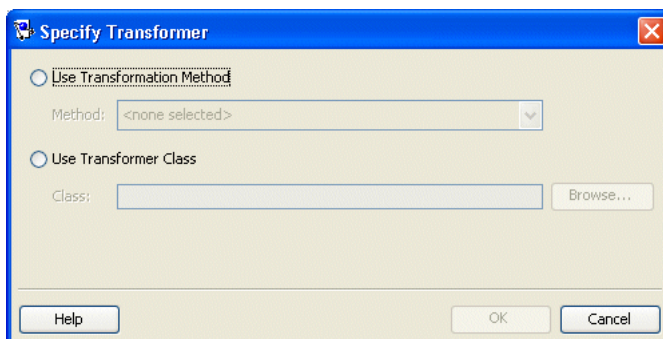 Specify Transformer
Use Transformation Method
Method: <none selected>
Use Transformer Class
Class: Browse...
Help OK Cancel